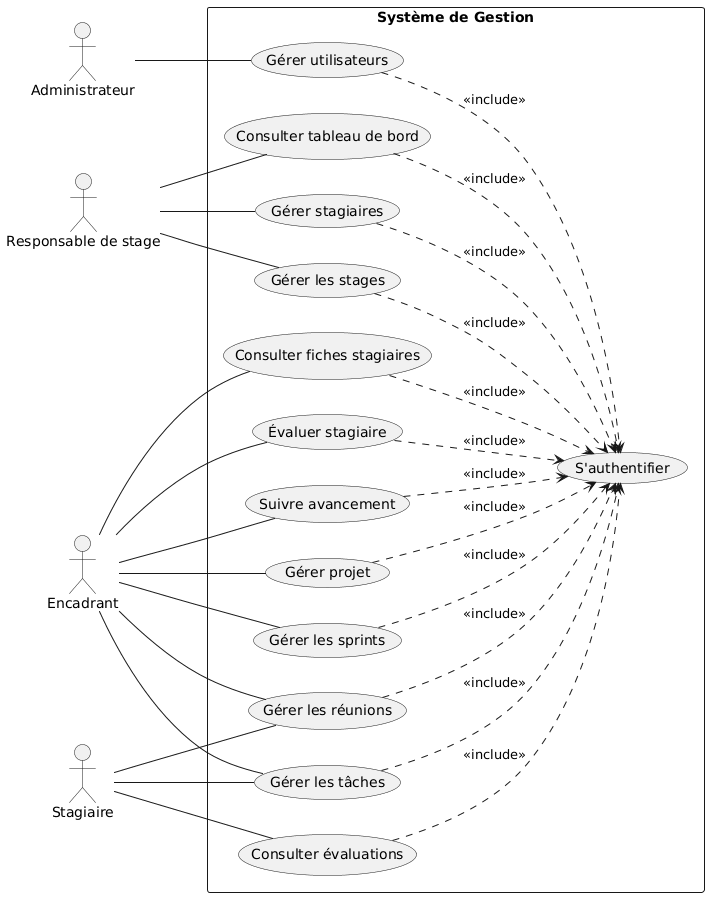 Système de Gestion
Administrateur
Gérer utilisateurs
«include»
Consulter tableau de bord
«include»
Responsable de stage
Gérer stagiaires
«include»
Gérer les stages
«include»
Consulter fiches stagiaires
«include»
Évaluer stagiaire
«include»
S'authentifier
«include»
Suivre avancement
«include»
Gérer projet
«include»
Encadrant
Gérer les sprints
«include»
Gérer les réunions
«include»
Gérer les tâches
«include»
Stagiaire
Consulter évaluations